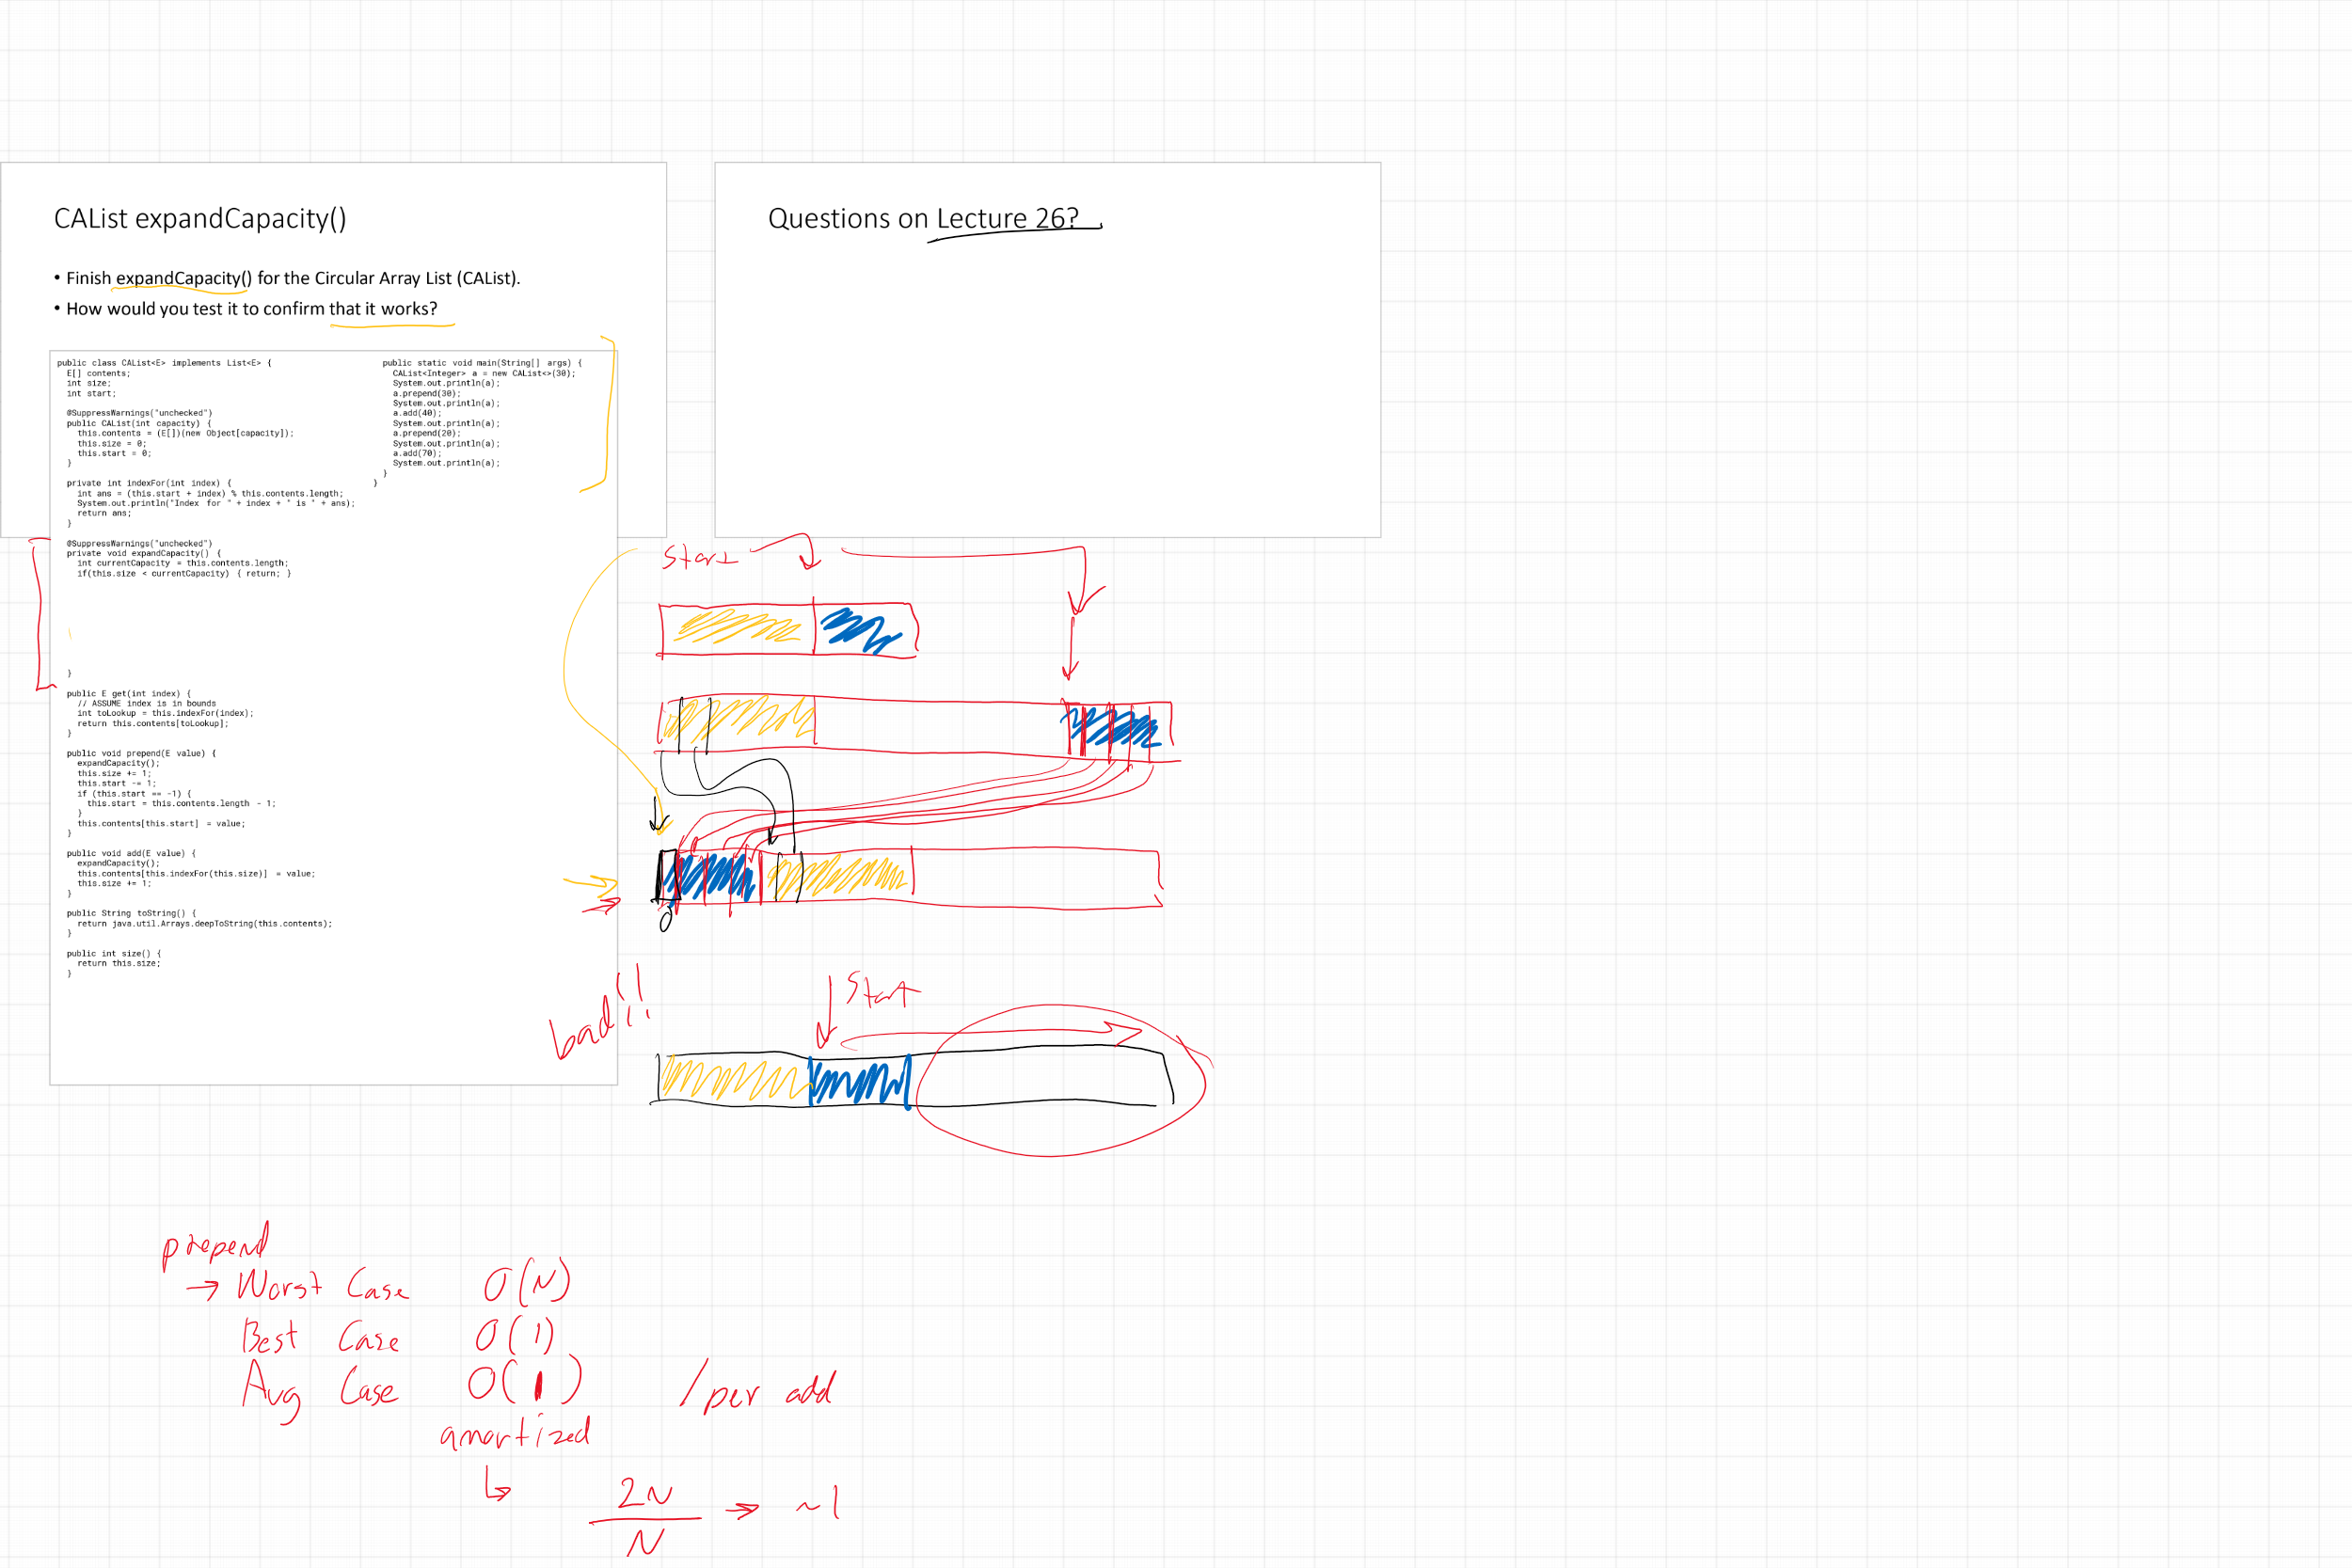 CAList expandCapacity()
• Finish expandCapacity() for the Circular Array List (CAList).
• How would you test it to confirm that it works?
public class CAList<E> implements List<E> {
E[] contents;
int size;
int start;
@SuppressWarnings("unchecked")
public CAList(int capacity) {
this.contents = (E[])(new Object[capacity]);
this.size = 0;
this.start = 0;
}
private int indexFor(int index) {
int ans = (this.start + index) % this.contents.length;
System.out.println("Index for " + index + " is " + ans);
return ans;
}
@SuppressWarnings("unchecked")
private void expandCapacity() {
int currentCapacity = this.contents.length;
if(this.size < currentCapacity) { return; }
}
public E get(int index) {
// ASSUME index is in bounds
int toLookup = this.indexFor(index);
return this.contents[toLookup];
}
public void prepend(E value) {
expandCapacity();
this.size += 1;
this.start -= 1;
if (this.start == -1) {
this.start = this.contents.length - 1;
}
this.contents[this.start] = value;
}
public void add(E value) {
expandCapacity();
this.contents[this.indexFor(this.size)] = value;
this.size += 1;
}
public String toString() {
return java.util.Arrays.deepToString(this.contents);
}
public int size() {
return this.size;
}
public static void main(String[] args) {
CAList<Integer> a = new CAList<>(30);
System.out.println(a);
a.prepend(30);
System.out.println(a);
a.add(40);
System.out.println(a);
a.prepend(20);
System.out.println(a);
a.add(70);
System.out.println(a);
}
}
Questions on Lecture 26?
start
0
bad!!
start
prepend
→ Worst Case O(N)
Best Case O(1)
Avg Case O(1) /per add
amortized
2N
→ ~1
N